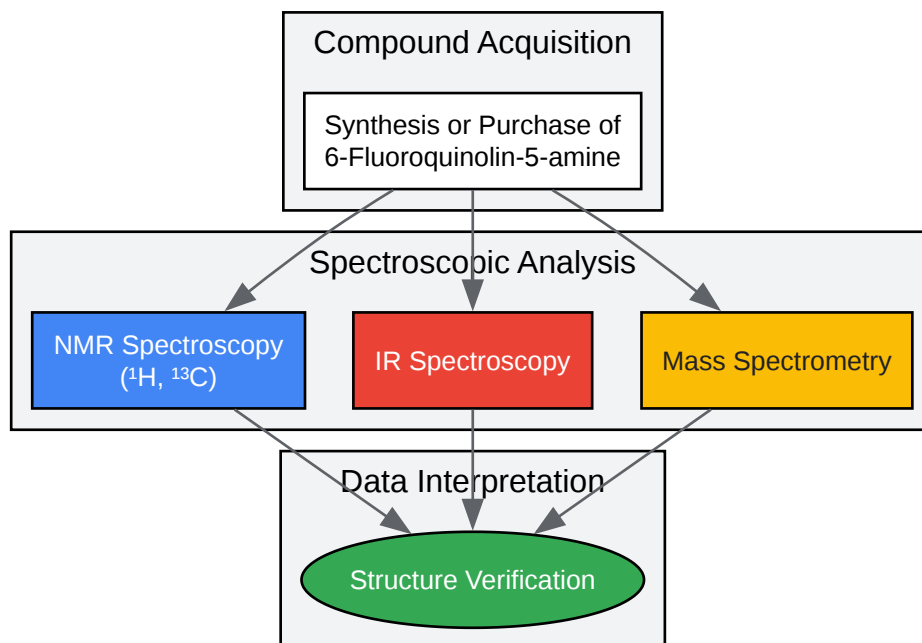 Compound Acquisition
Synthesis or Purchase of
6-Fluoroquinolin-5-amine
Spectroscopic Analysis
NMR Spectroscopy
(¹H, ¹³C)
IR Spectroscopy
Mass Spectrometry
Data Interpretation
Structure Verification